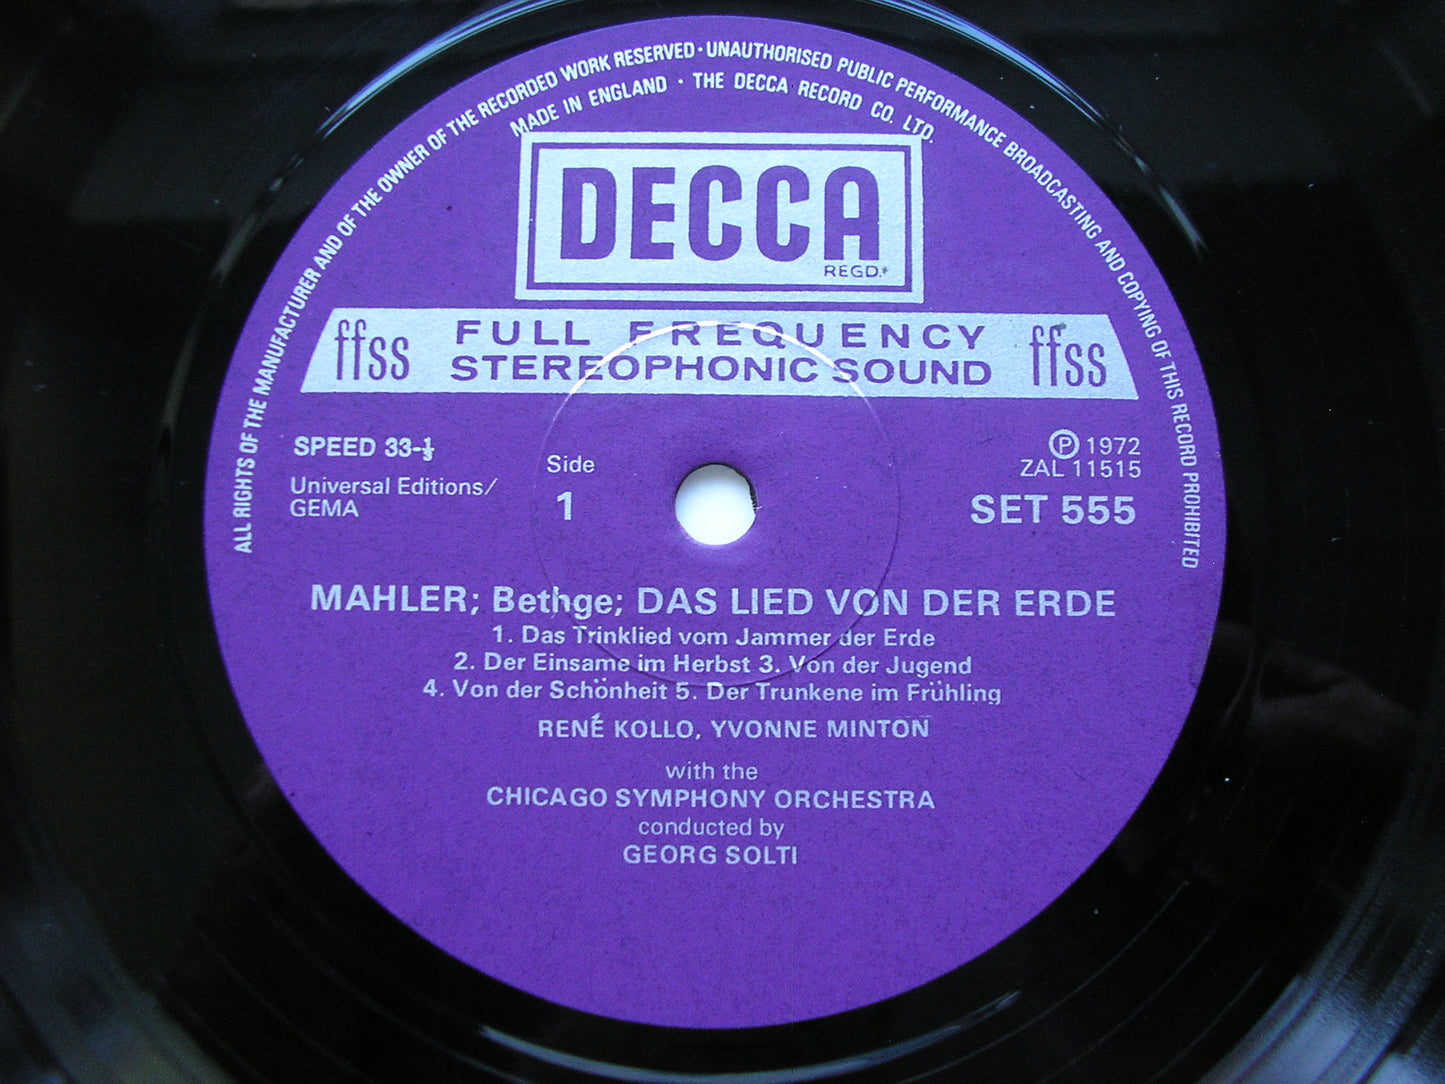 ALL RIGHTS OF THE MANUFACTURER AND OF THE OWNER OF THE RECORDED WORK RESERVED · UNAUTHORISED PUBLIC PERFORMANCE BROADCASTING AND COPYING OF THIS RECORD PROHIBITED
MADE IN ENGLAND · THE DECCA RECORD CO. LTD.
DECCA
REGD.
ffss FULL FREQUENCY ffss
STEREOPHONIC SOUND
SPEED 33-⅓
Ⓟ 1972
Universal Editions/
GEMA
Side
1
ZAL 11515
SET 555
MAHLER; Bethge; DAS LIED VON DER ERDE
1. Das Trinklied vom Jammer der Erde
2. Der Einsame im Herbst 3. Von der Jugend
4. Von der Schönheit 5. Der Trunkene im Frühling
RENÉ KOLLO, YVONNE MINTON
with the
CHICAGO SYMPHONY ORCHESTRA
conducted by
GEORG SOLTI